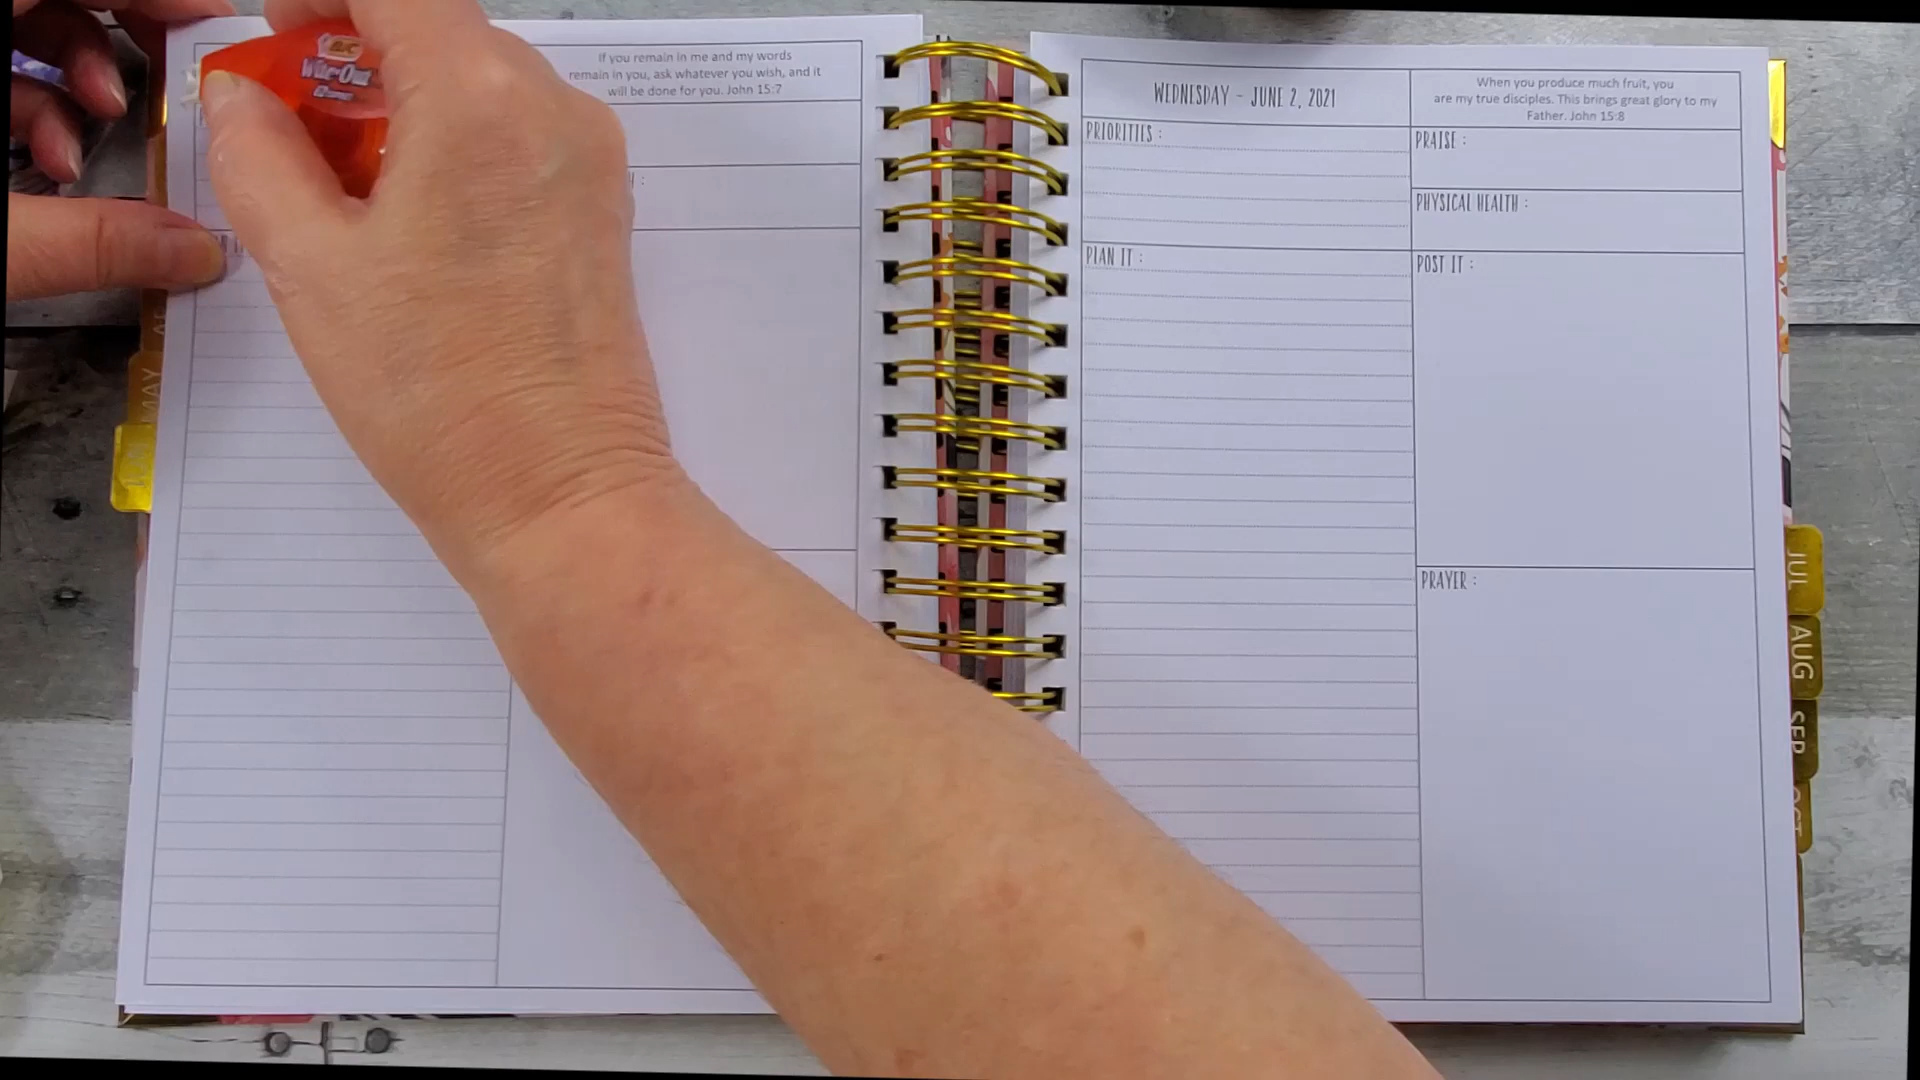 BIC
Wite-Out
If you remain in me and my words
remain in you, ask whatever you wish, and it
will be done for you. John 15:7
MAY
JUN
WEDNESDAY - JUNE 2, 2021
When you produce much fruit, you
are my true disciples. This brings great glory to my
Father. John 15:8
PRIORITIES :
PRAISE :
PHYSICAL HEALTH :
PLAN IT :
POST IT :
PRAYER :
JUL
AUG
SEP
OCT